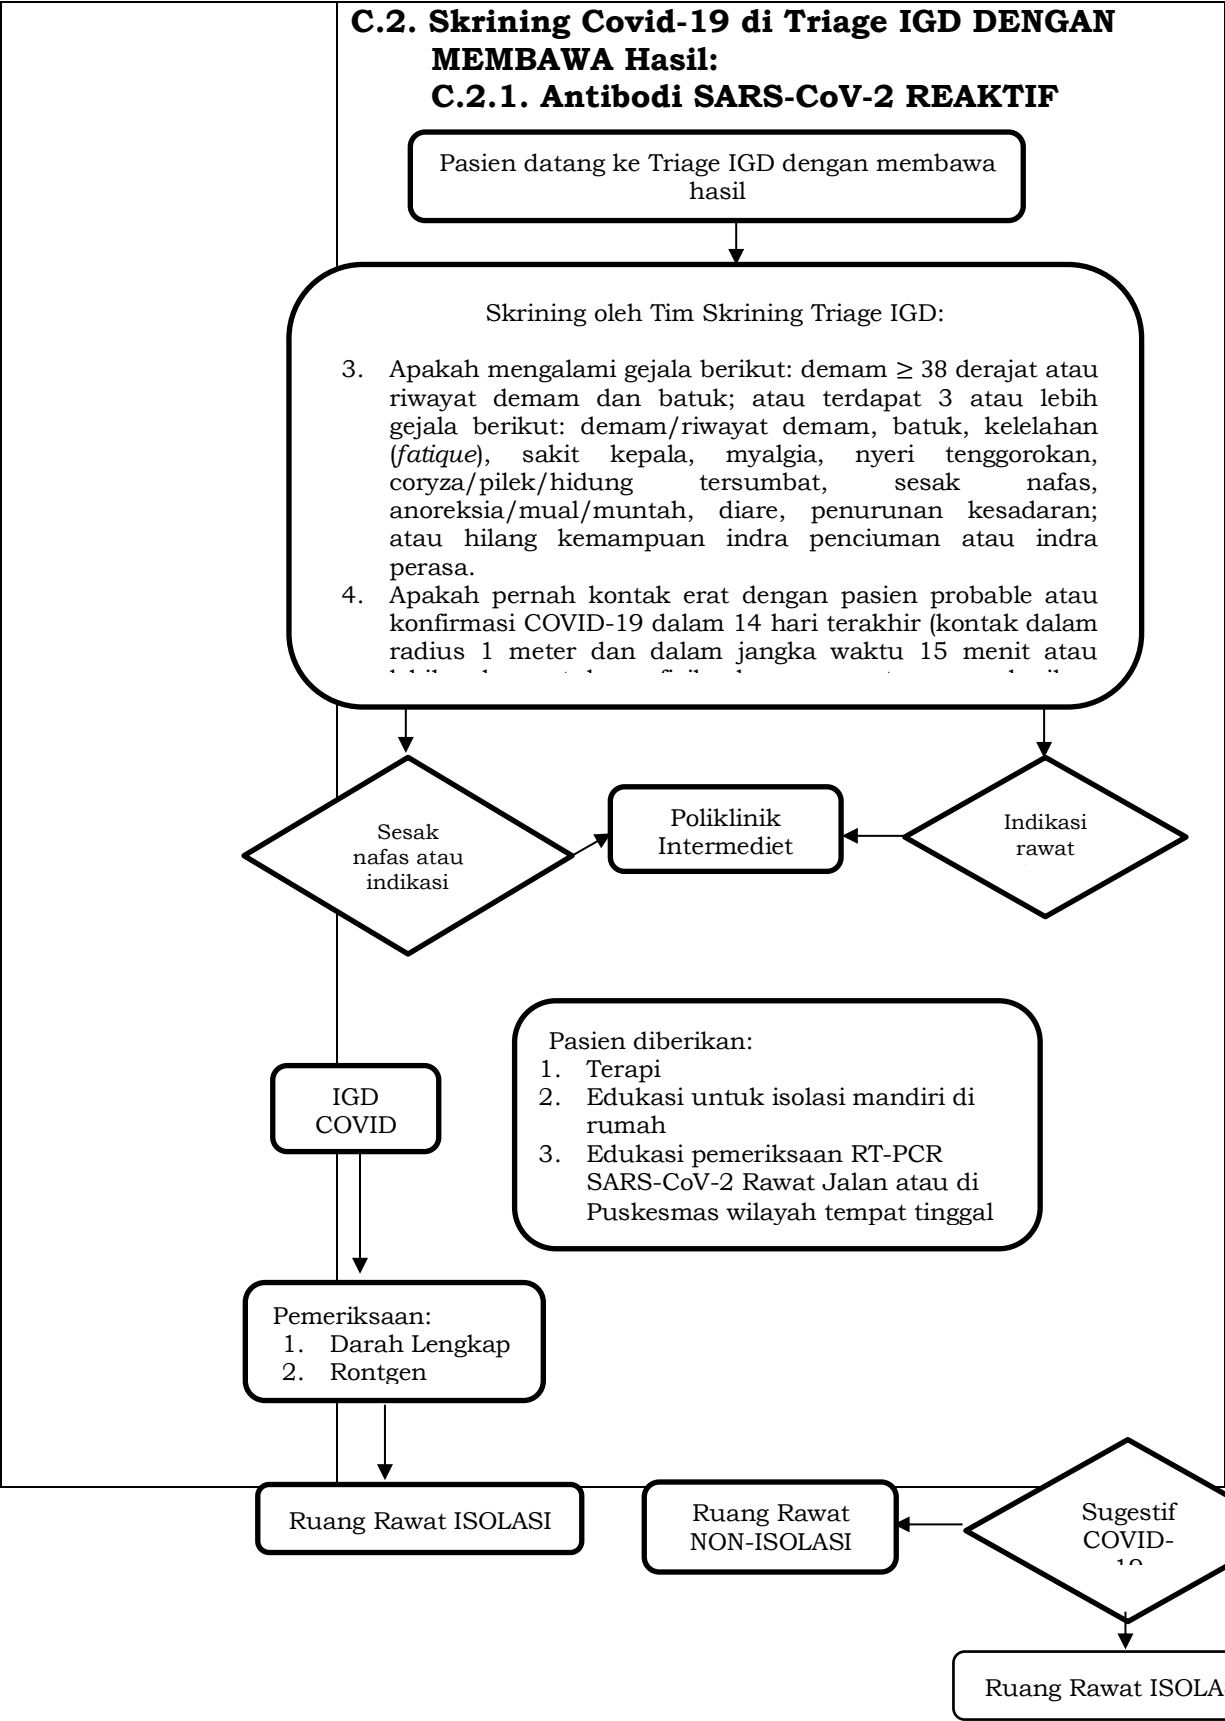 C.2. Skrining Covid-19 di Triage IGD DENGAN
MEMBAWA Hasil:
C.2.1. Antibodi SARS-CoV-2 REAKTIF
Pasien datang ke Triage IGD dengan membawa
hasil
Skrining oleh Tim Skrining Triage IGD:
3. Apakah mengalami gejala berikut: demam ≥ 38 derajat atau
riwayat demam dan batuk; atau terdapat 3 atau lebih
gejala berikut: demam/riwayat demam, batuk, kelelahan
(fatique), sakit kepala, myalgia, nyeri tenggorokan,
coryza/pilek/hidung tersumbat, sesak nafas,
anoreksia/mual/muntah, diare, penurunan kesadaran;
atau hilang kemampuan indra penciuman atau indra
perasa.
4. Apakah pernah kontak erat dengan pasien probable atau
konfirmasi COVID-19 dalam 14 hari terakhir (kontak dalam
radius 1 meter dan dalam jangka waktu 15 menit atau
Sesak
nafas atau
indikasi
Poliklinik
Intermediet
Indikasi
rawat
Pasien diberikan:
1. Terapi
2. Edukasi untuk isolasi mandiri di
rumah
3. Edukasi pemeriksaan RT-PCR
SARS-CoV-2 Rawat Jalan atau di
Puskesmas wilayah tempat tinggal
IGD
COVID
Pemeriksaan:
1. Darah Lengkap
2. Rontgen
Ruang Rawat ISOLASI
Ruang Rawat
NON-ISOLASI
Sugestif
COVID-
19
Ruang Rawat ISOLA